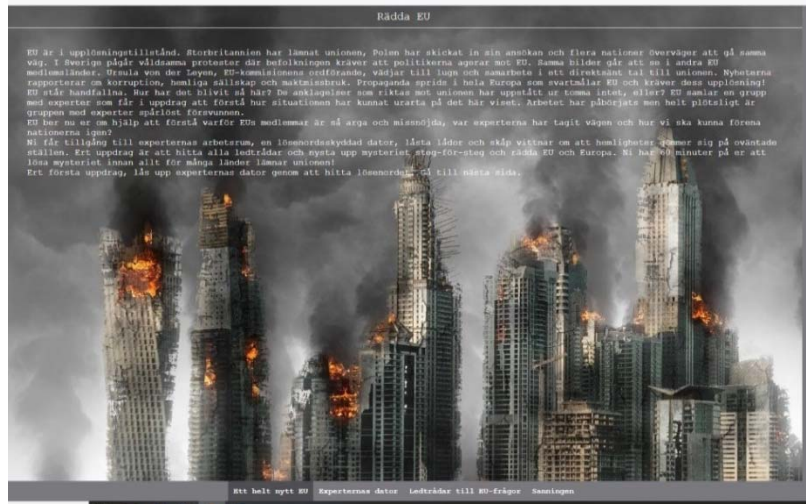 Rädda EU
EU är i upplösningstillstånd. Storbritannien har lämnat unionen, Polen har skickat in sin ansökan och flera nationer överväger att gå samma
väg. I Sverige pågår våldsamma protester där befolkningen kräver att politikerna agerar mot EU. Samma bilder går att se i andra EU
medlemsländer. Ursula von der Leyen, EU-kommissionens ordförande, vädjar till lugn och samarbete i ett direktsänt tal till unionen. Nyheterna
rapporterar om korruption, hemliga sällskap och maktmissbruk. Propaganda sprids i hela Europa som svartmålar EU och kräver dess upplösning!
EU står handfallna. Hur har det blivit så här? De anklagelser som riktas mot unionen har uppstått ur tomma intet, eller? EU samlar en grupp
med experter som får i uppdrag att förstå hur situationen har kunnat urarta på det här viset. Arbetet har påbörjats men helt plötsligt är
gruppen med experter spårlöst försvunnen.
EU ber nu er om hjälp att förstå varför EUs medlemmar är så arga och missnöjda, var experterna har tagit vägen och hur vi ska kunna förena
nationerna igen?
Ni får tillgång till experternas arbetsrum, en lösenordsskyddad dator, låsta lådor och skåp vittnar om att hemligheter gömmer sig på oväntade
ställen. Ert uppdrag är att hitta alla ledtrådar och nysta upp mysteriet steg-för-steg och rädda EU och Europa. Ni har 60 minuter på er att
lösa mysteriet innan allt för många länder lämnar unionen!
Ert första uppdrag, lås upp experternas dator genom att hitta lösenordet. Gå till nästa sida.
Ett helt nytt EU Experternas dator Ledtrådar till EU-frågor Sanningen